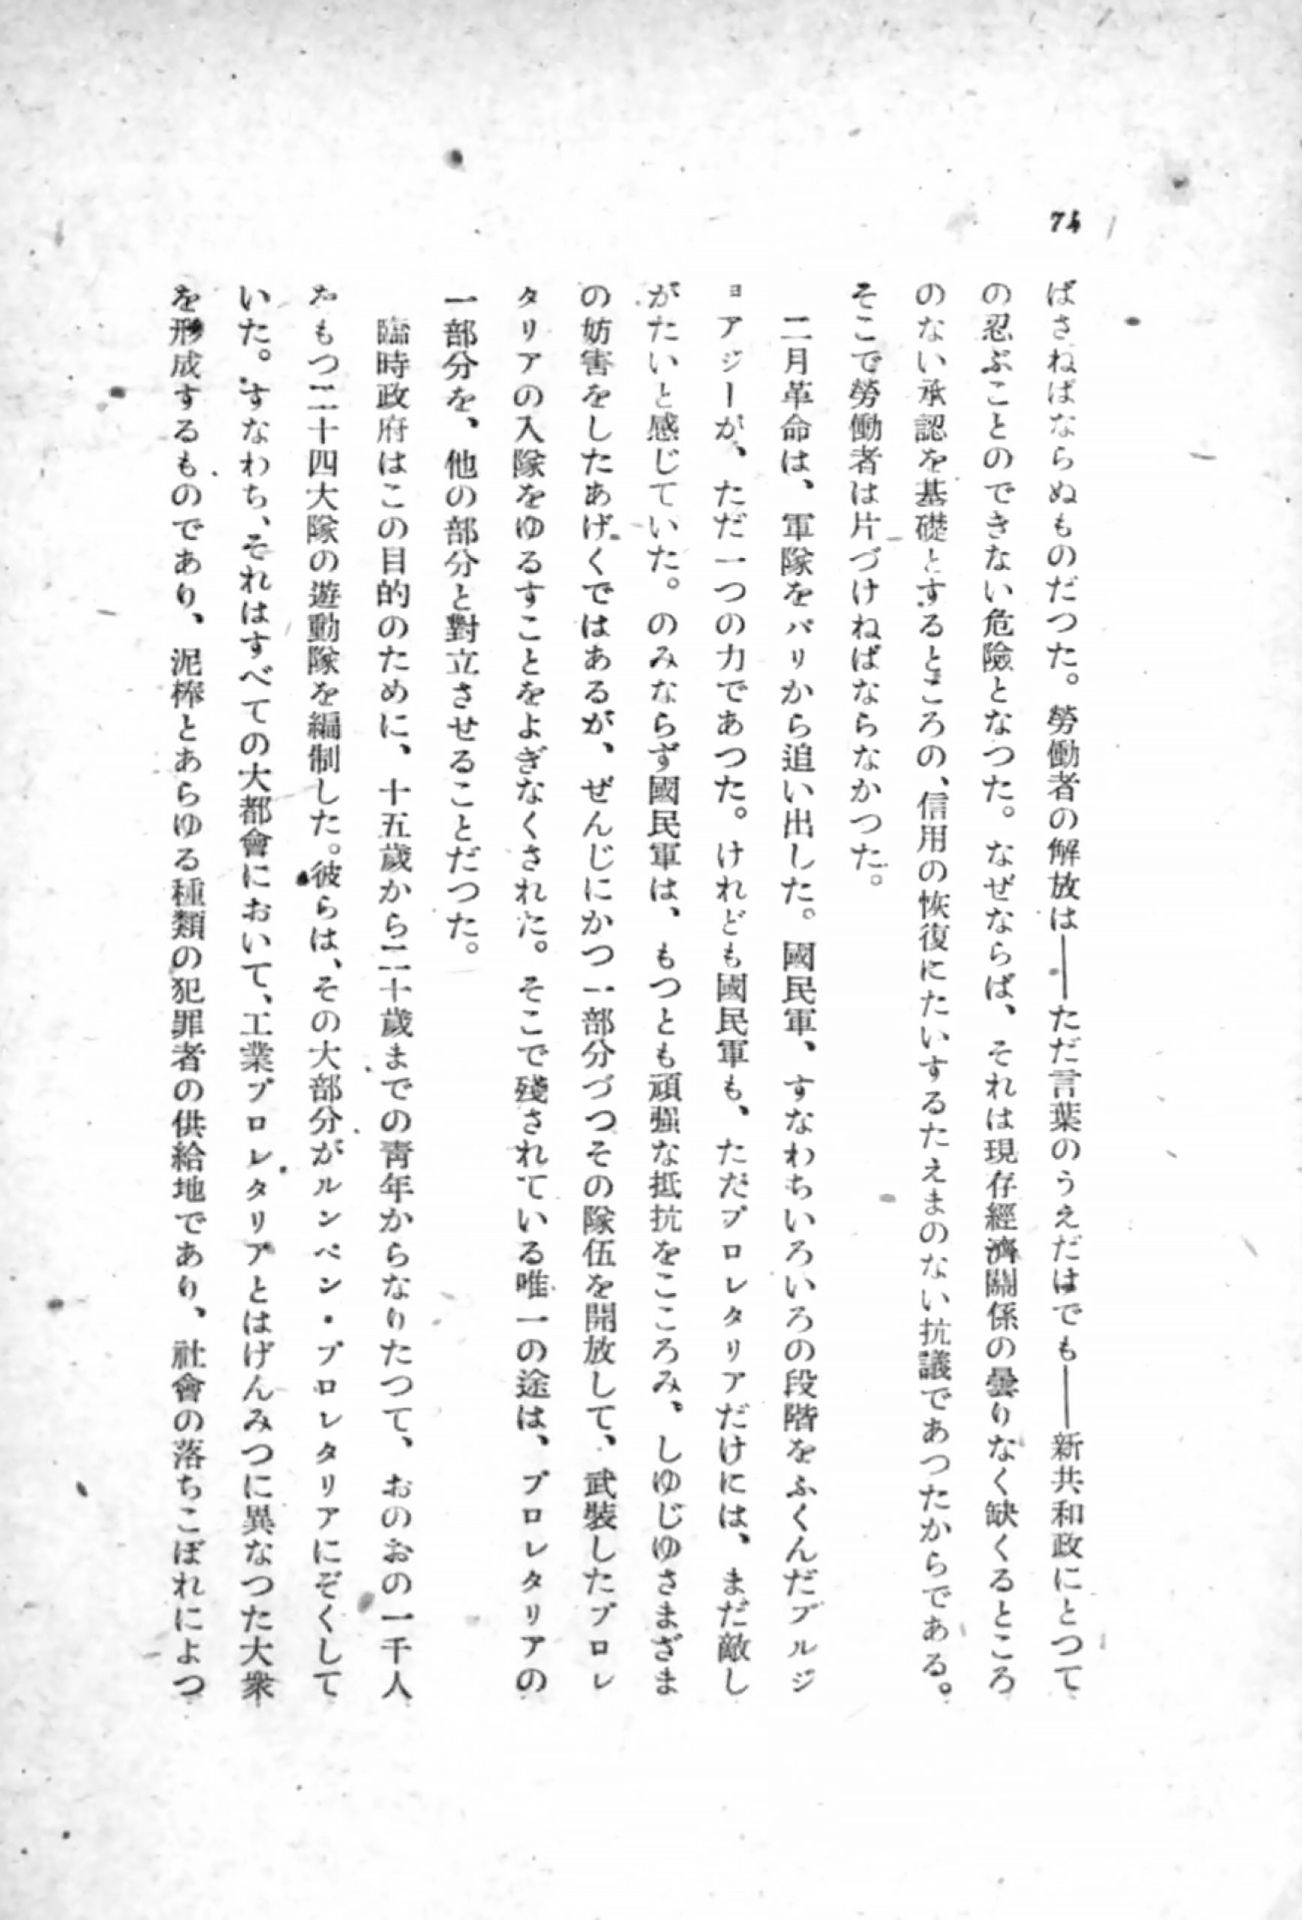 74
ばさねばならぬものだつた。勞働者の解放は――ただ言葉のうえだけでも――新共和政にとつて
の忍ぶことのできない危險となつた。なぜならば、それは現存經濟關係の曇りなく缺くるところ
のない承認を基礎とするところの、信用の恢復にたいするたえまのない抗議であつたからである。
そこで勞働者は片づけねばならなかつた。
二月革命は、軍隊をパリから追い出した。國民軍、すなわちいろいろの段階をふくんだブルジ
ョアジーが、ただ一つの力であつた。けれども國民軍も、ただプロレタリアだけには、まだ敵し
がたいと感じていた。のみならず國民軍は、もつとも頑强な抵抗をこころみ、しゆじゆさまざま
の妨害をしたあげくではあるが、ぜんじにかつ一部分づつその隊伍を開放して、武裝したプロレ
タリアの入隊をゆるすことをよぎなくされた。そこで殘されている唯一の途は、プロレタリアの
一部分を、他の部分と對立させることだつた。
臨時政府はこの目的のために、十五歲から二十歲までの靑年からなりたつて、おのおの一千人
をもつ二十四大隊の遊動隊を編制した。彼らは、その大部分がルンペン・プロレタリアにぞくして
いた。すなわち、それはすべての大都會において、工業プロレタリアとはげんみつに異なつた大衆
を形成するものであり、泥棒とあらゆる種類の犯罪者の供給地であり、社會の落ちこぼれによつ